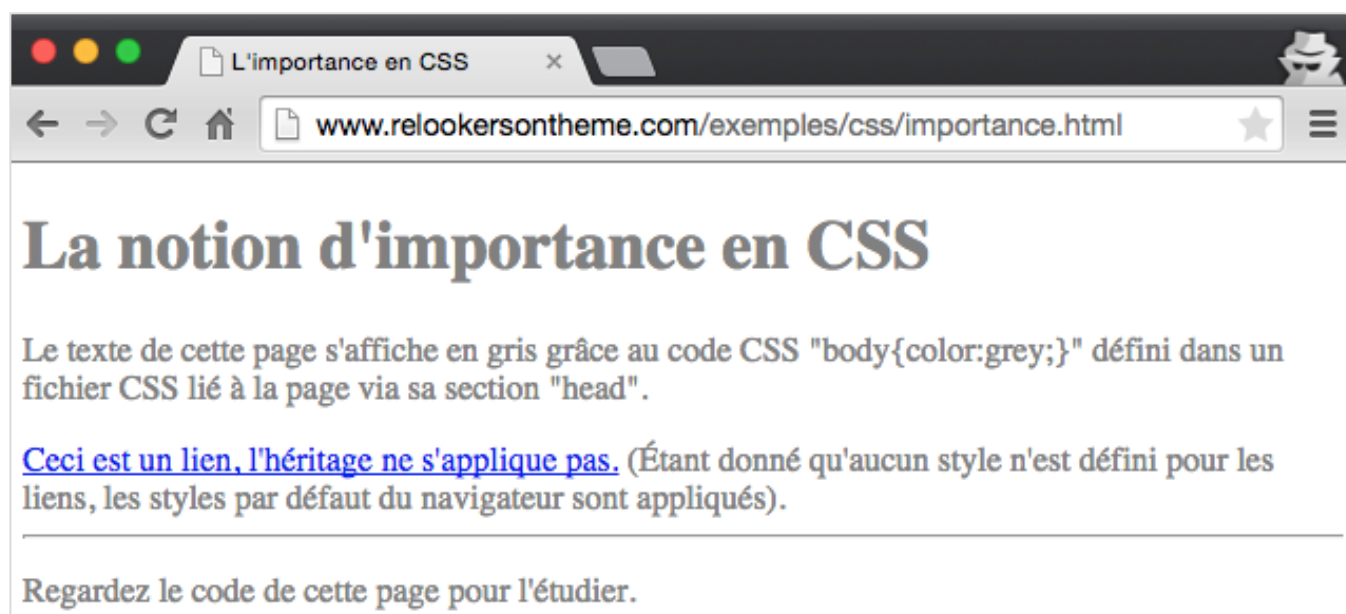 L'importance en CSS
www.relookersontheme.com/exemples/css/importance.html
La notion d'importance en CSS
Le texte de cette page s'affiche en gris grâce au code CSS "body{color:grey;}" défini dans un
fichier CSS lié à la page via sa section "head".
Ceci est un lien, l'héritage ne s'applique pas. (Étant donné qu'aucun style n'est défini pour les
liens, les styles par défaut du navigateur sont appliqués).
Regardez le code de cette page pour l'étudier.